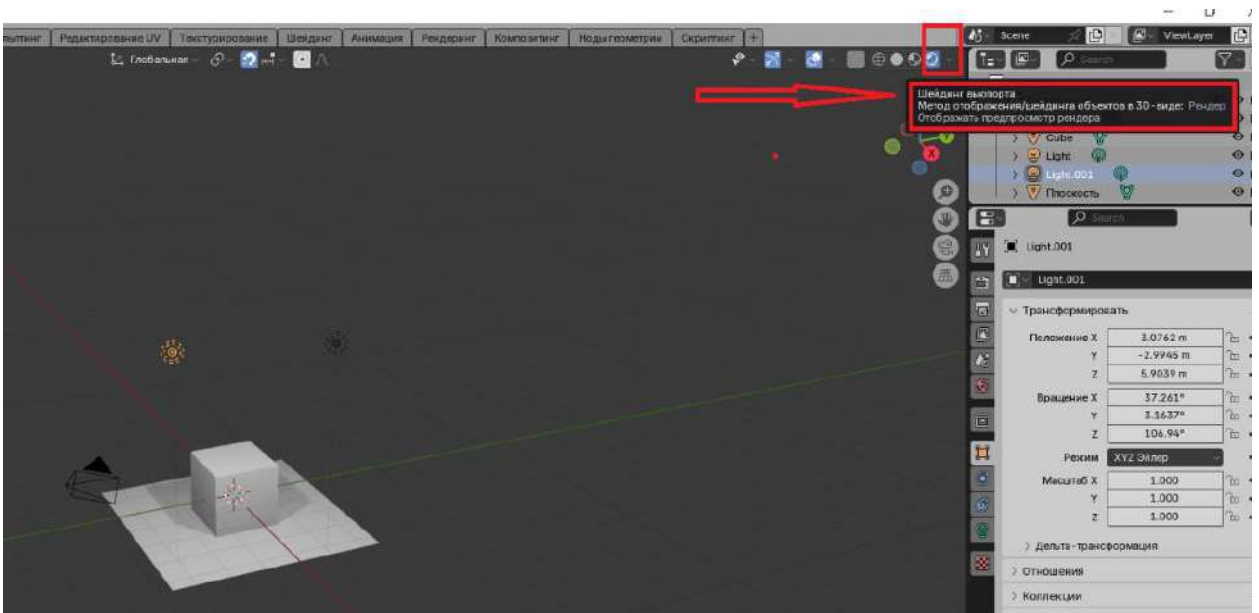 Редактирование UV Текстурирование Шейдинг Анимация Рендеринг Композитинг Ноды геометрии Скриптинг +
Scene ViewLayer
Глобальная
Search
Шейдинг вьюпорта
Метод отображения/шейдинга объектов в 3D-виде: Рендер
Отображать предпросмотр рендера
Cube
Light
Light.001
Плоскость
X
Search
Light.001
Light.001
Трансформировать
Положение X 3.0762 m
Y -2.9945 m
Z 5.9039 m
Вращение X 37.261°
Y 3.1637°
Z 106.94°
Режим XYZ Эйлер
Масштаб X 1.000
Y 1.000
Z 1.000
Дельта-трансформация
Отношения
Коллекции